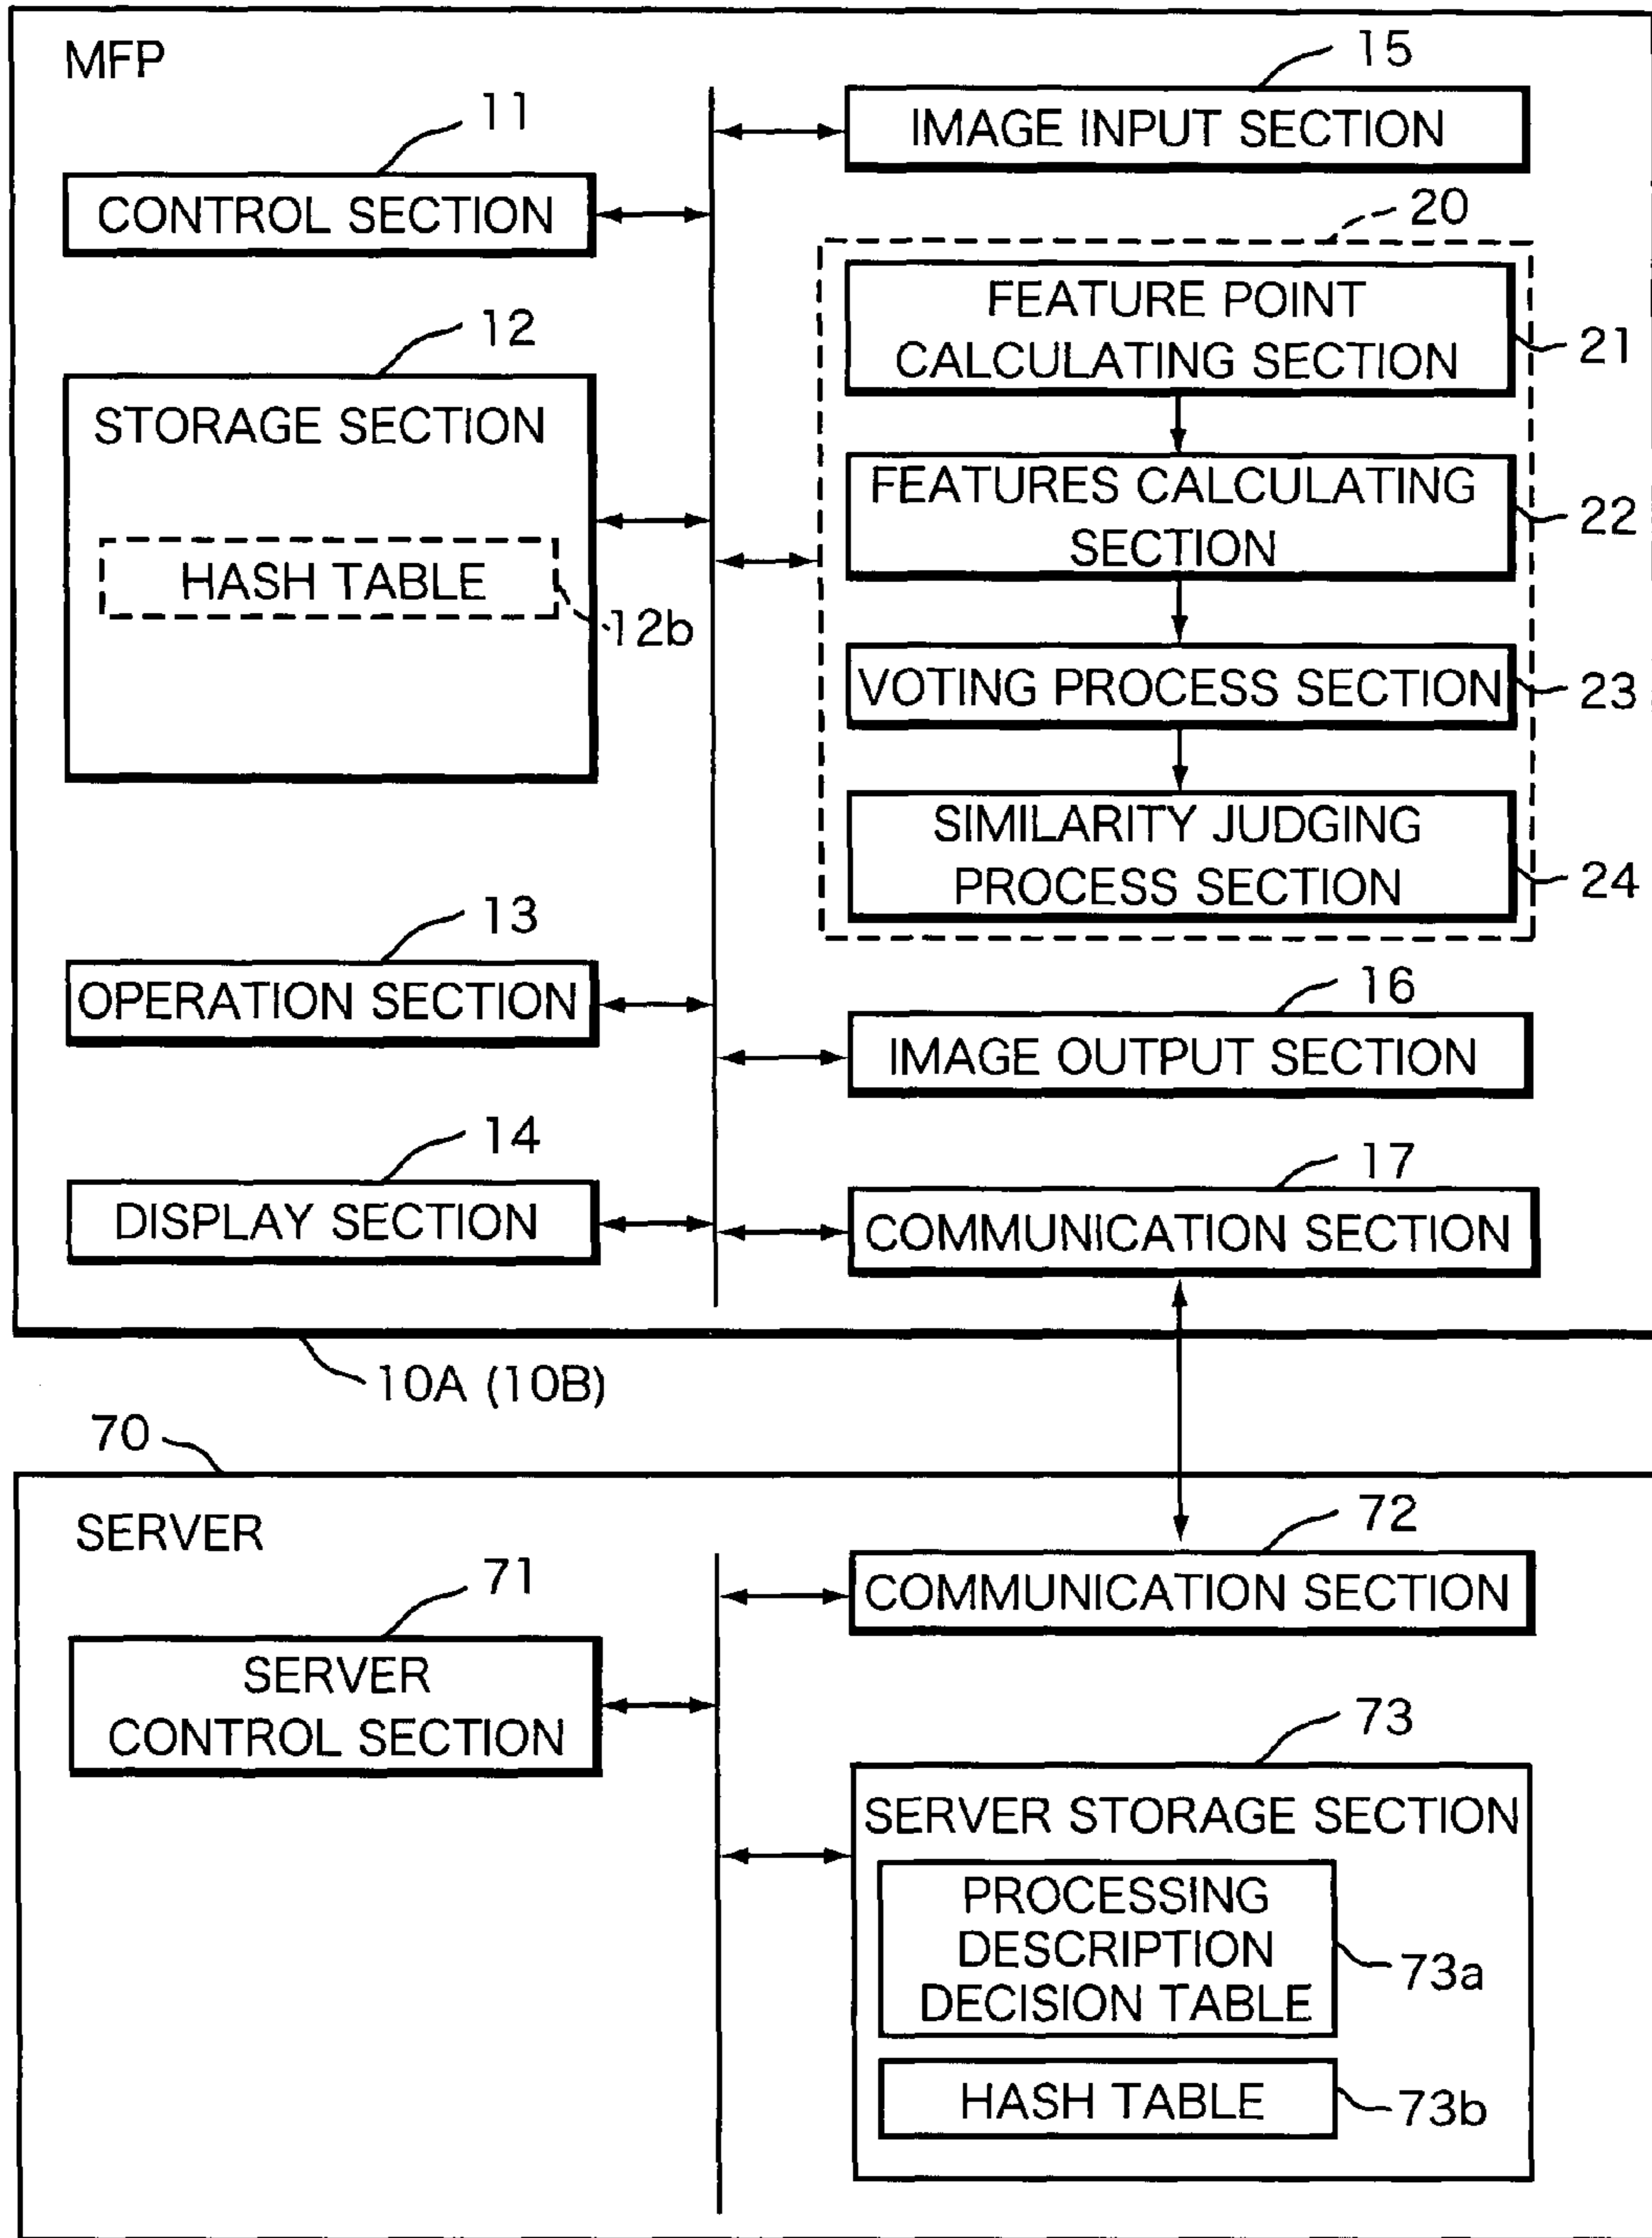 MFP
11
CONTROL SECTION
12
STORAGE SECTION
HASH TABLE
12b
13
OPERATION SECTION
14
DISPLAY SECTION
15
IMAGE INPUT SECTION
20
FEATURE POINT
CALCULATING SECTION
21
FEATURES CALCULATING
SECTION
22
VOTING PROCESS SECTION
23
SIMILARITY JUDGING
PROCESS SECTION
24
16
IMAGE OUTPUT SECTION
17
COMMUNICATION SECTION
10A (10B)
70
SERVER
71
SERVER
CONTROL SECTION
72
COMMUNICATION SECTION
73
SERVER STORAGE SECTION
PROCESSING
DESCRIPTION
DECISION TABLE
73a
HASH TABLE
73b